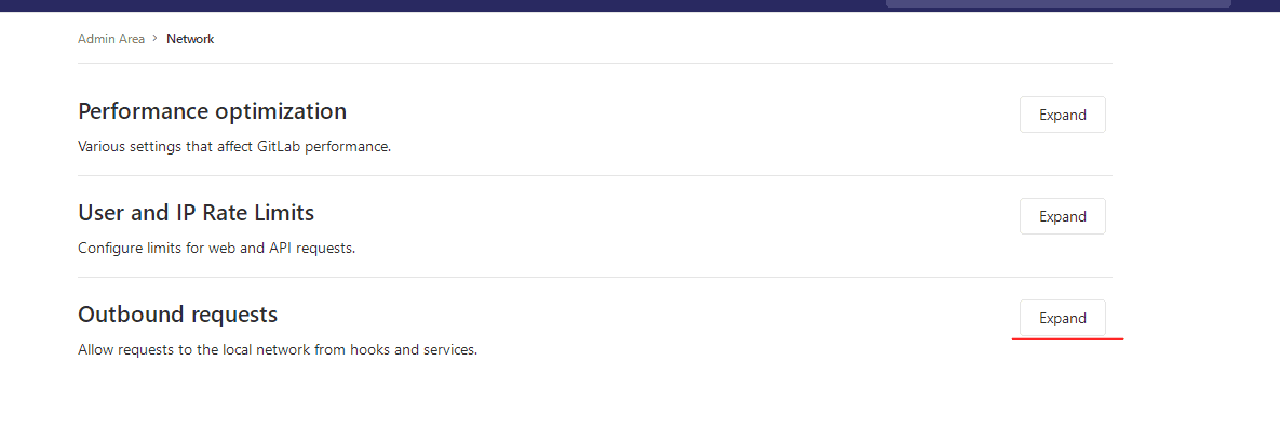 Admin Area > Network
Performance optimization
Expand
Various settings that affect GitLab performance.
User and IP Rate Limits
Expand
Configure limits for web and API requests.
Outbound requests
Expand
Allow requests to the local network from hooks and services.